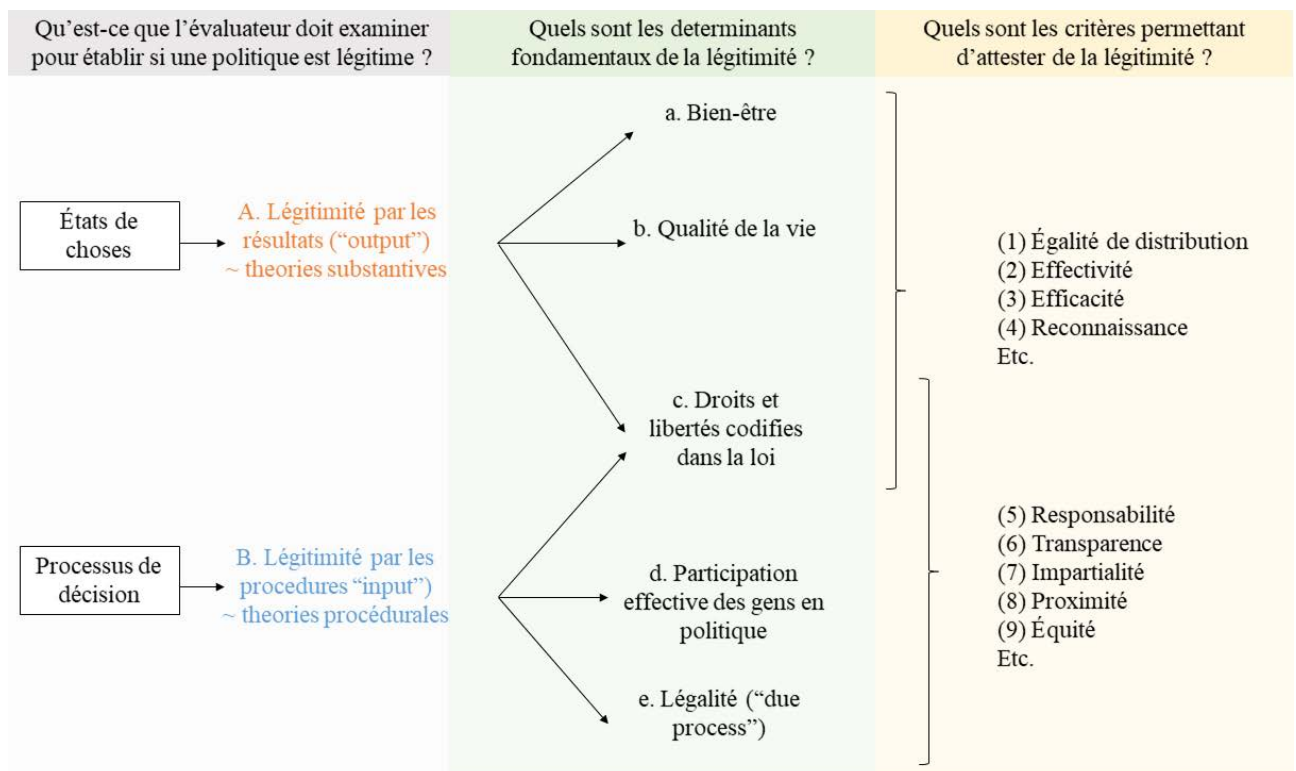 Qu’est-ce que l’évaluateur doit examiner
pour établir si une politique est légitime ?
Quels sont les determinants
fondamentaux de la légitimité ?
Quels sont les critères permettant
d’attester de la légitimité ?
États de
choses
A. Légitimité par les
résultats (“output”)
~ theories substantives
a. Bien-être
b. Qualité de la vie
c. Droits et
libertés codifies
dans la loi
(1) Égalité de distribution
(2) Effectivité
(3) Efficacité
(4) Reconnaissance
Etc.
Processus de
décision
B. Légitimité par les
procedures “input”)
~ theories procédurales
d. Participation
effective des gens en
politique
e. Légalité (“due
process”)
(5) Responsabilité
(6) Transparence
(7) Impartialité
(8) Proximité
(9) Équité
Etc.